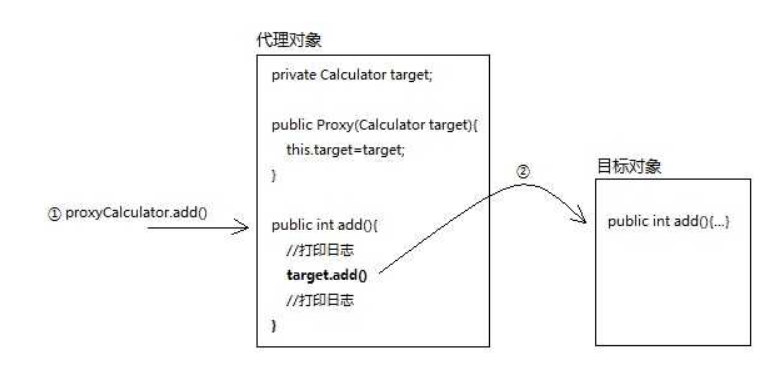 代理对象
private Calculator target;
public Proxy(Calculator target){
this.target=target;
}
① proxyCalculator.add()
public int add(){
//打印日志
target.add()
//打印日志
}
②
目标对象
public int add(){...}